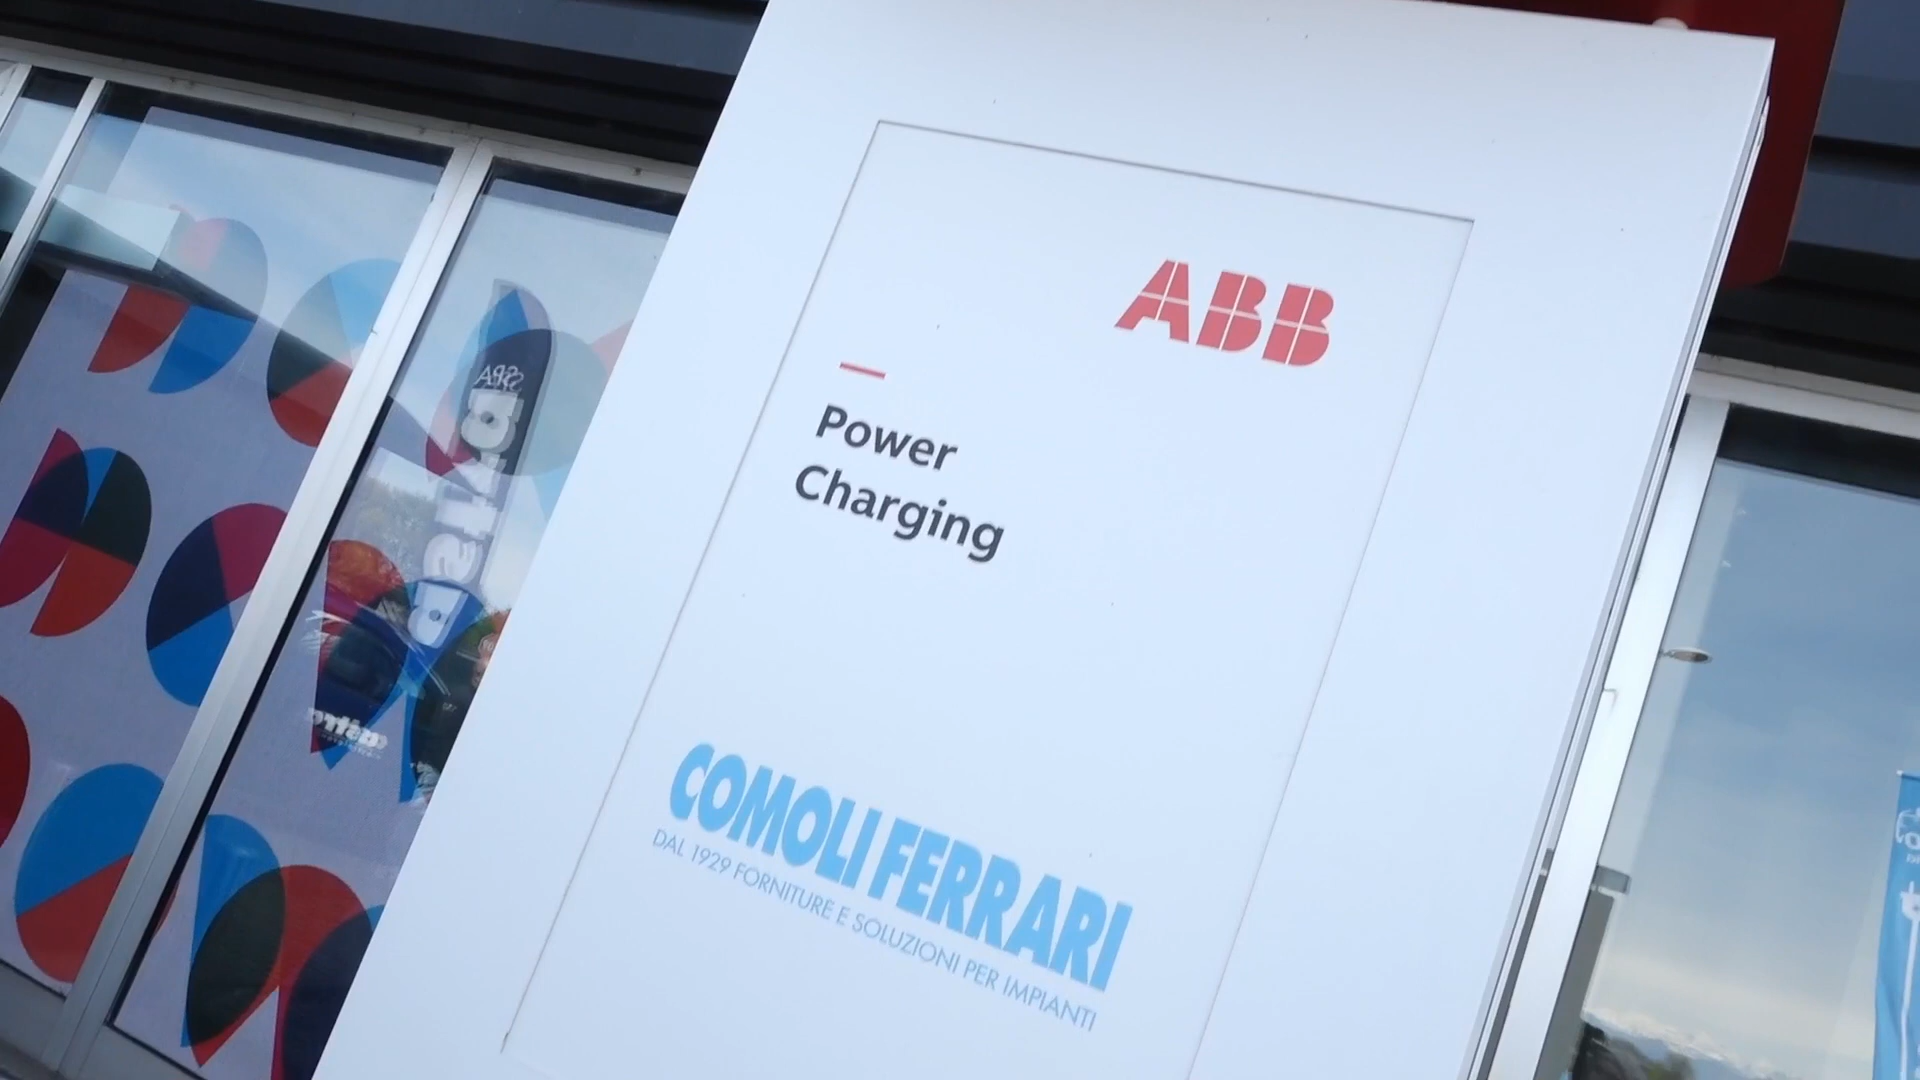 ABB
Power
Charging
COMOLI FERRARI
DAL 1929 FORNITURE E SOLUZIONI PER IMPIANTI